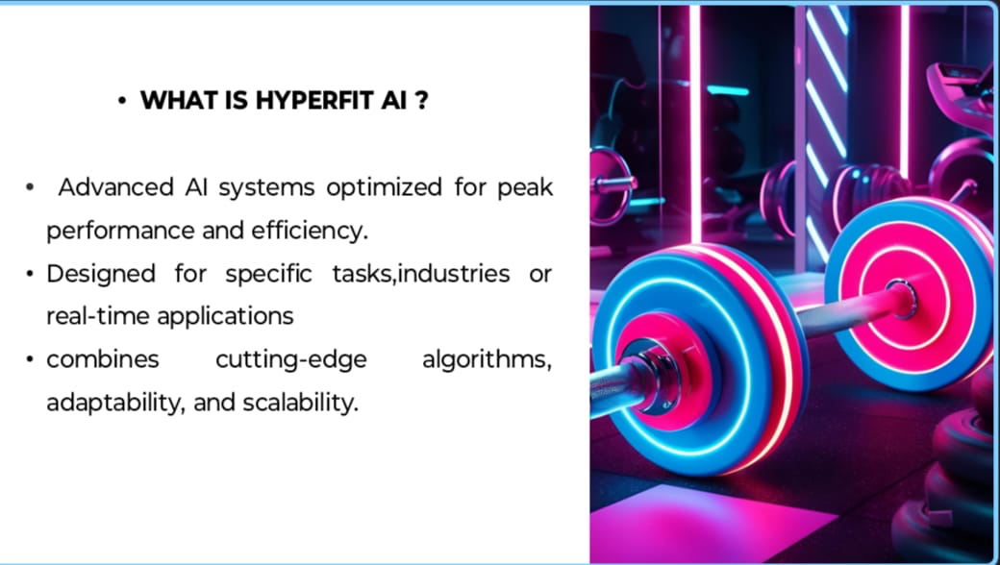 • WHAT IS HYPERFIT AI ?
• Advanced AI systems optimized for peak
performance and efficiency.
• Designed for specific tasks,industries or
real-time applications
• combines cutting-edge algorithms,
adaptability, and scalability.